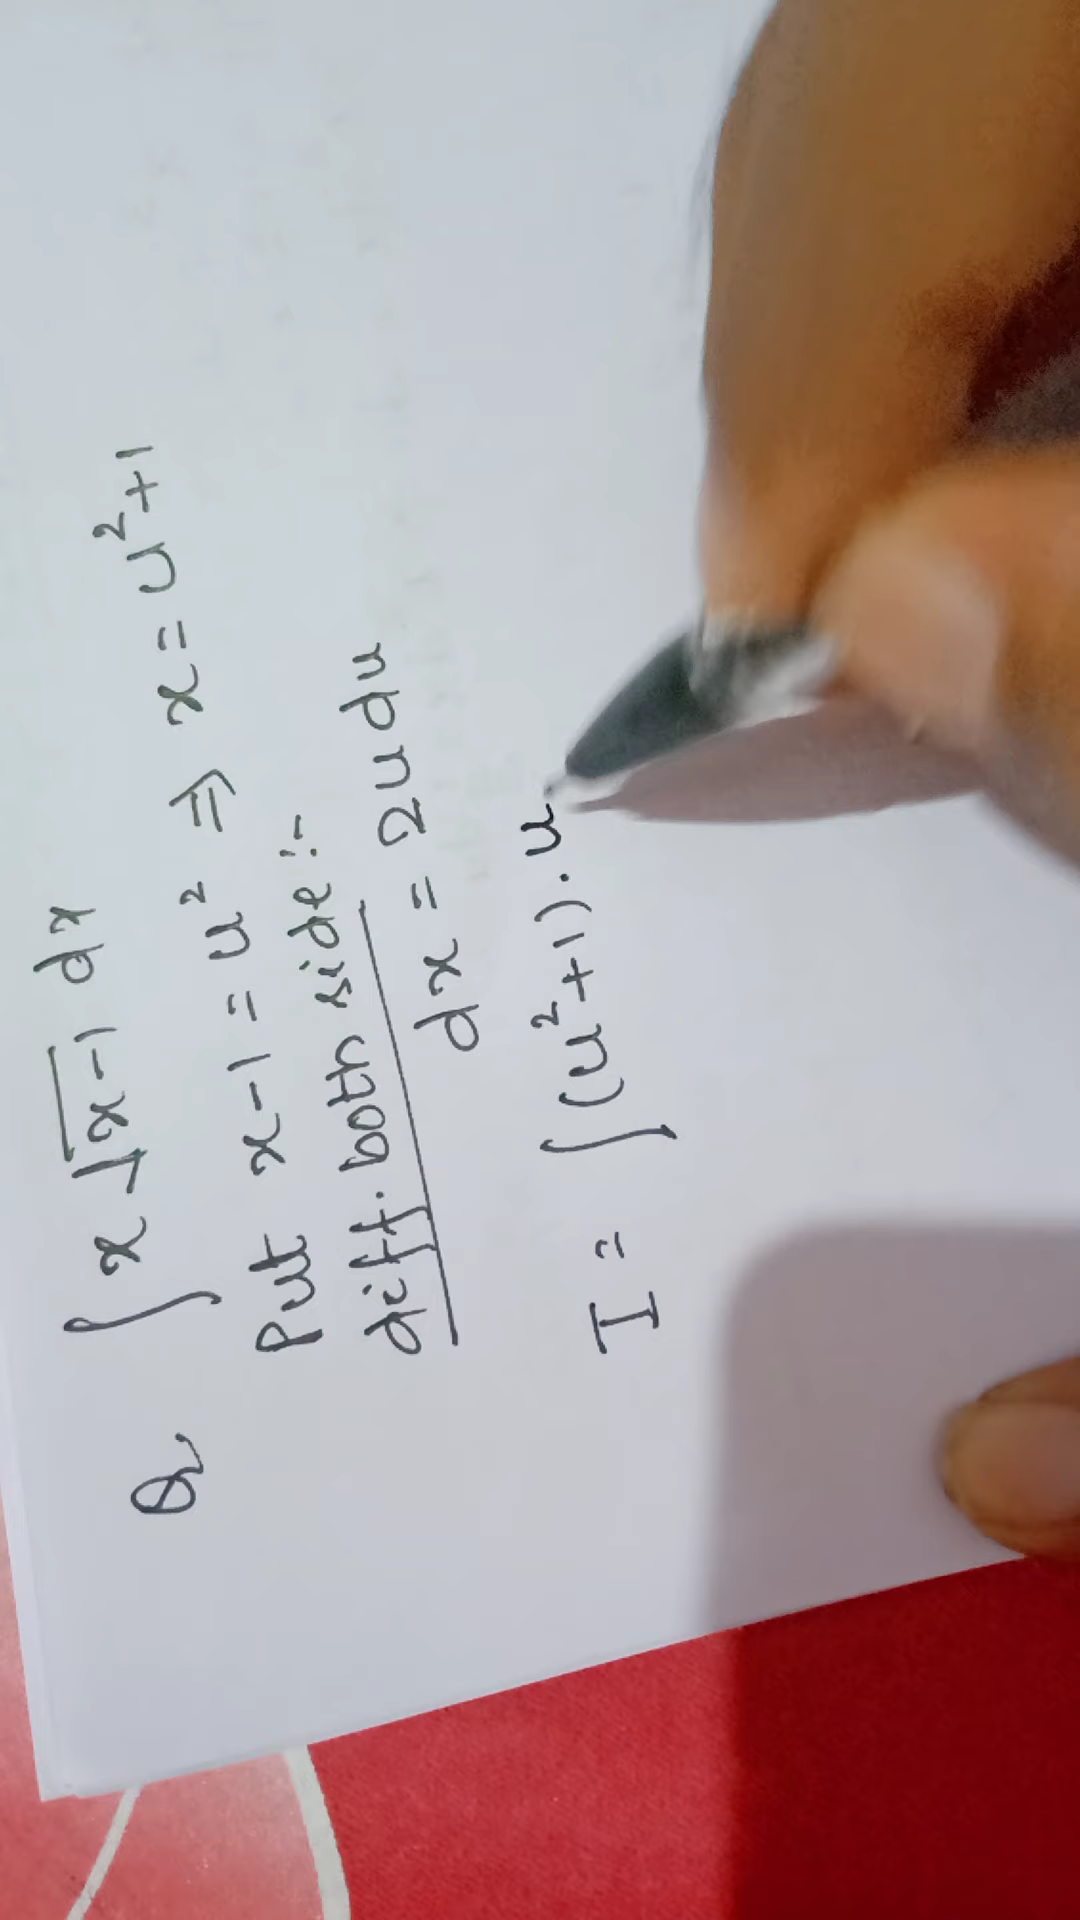 Q ∫ x √x-1 dx
Put x-1 = u² ⇒ x = u²+1
diff. both side:-
dx = 2u du
I = ∫(u²+1). u